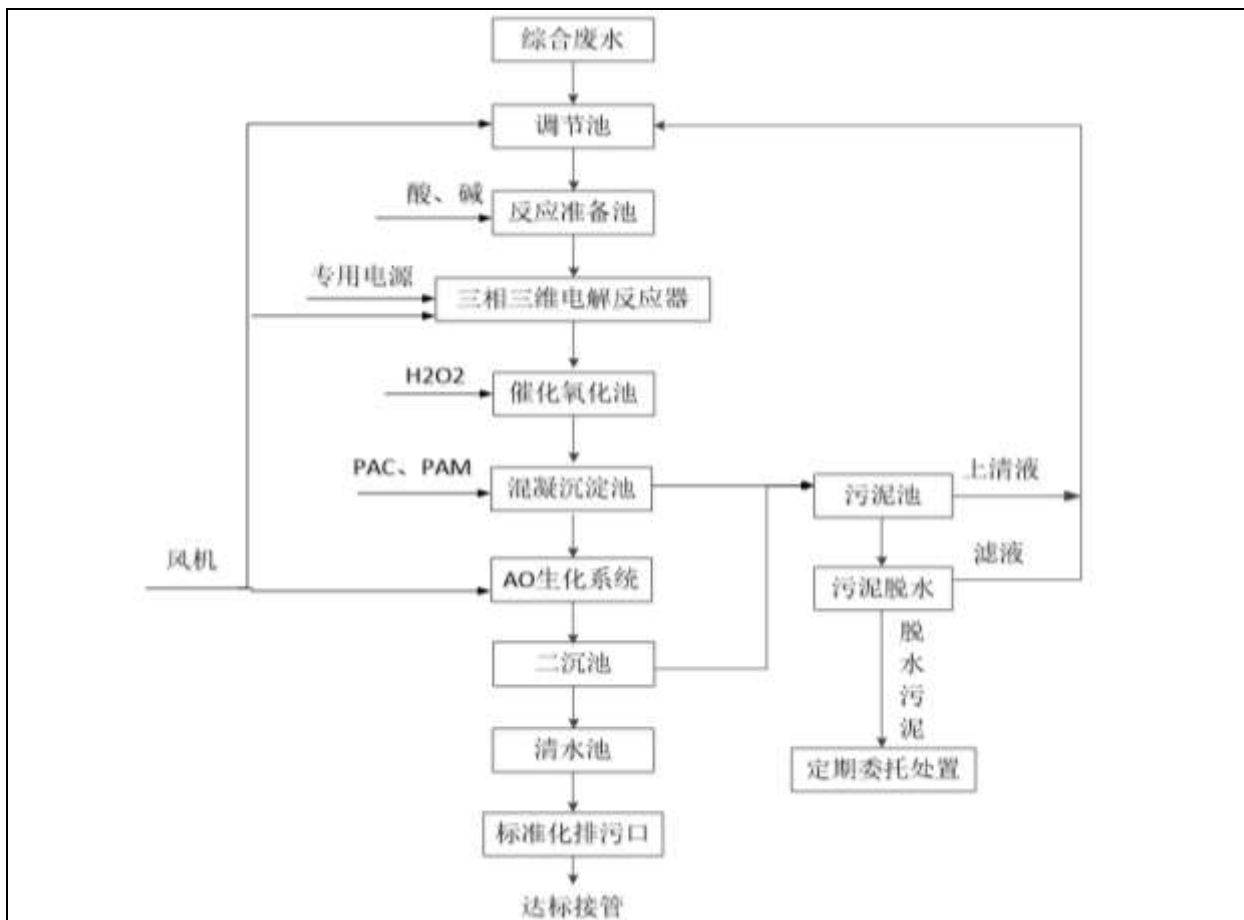 综合废水
调节池
酸、碱
反应准备池
专用电源
三相三维电解反应器
H2O2
催化氧化池
PAC、PAM
混凝沉淀池
污泥池
上清液
风机
AO生化系统
污泥脱水
滤液
二沉池
脱水污泥
清水池
定期委托处置
标准化排污口
达标接管